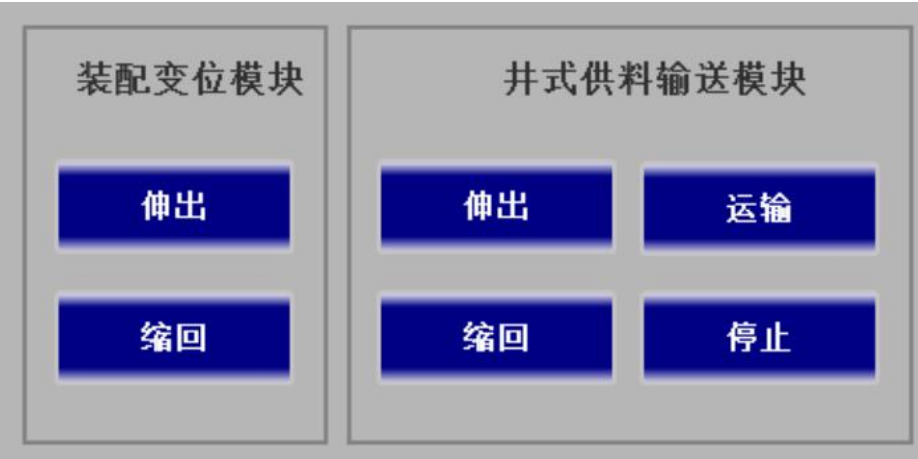 装配变位模块
伸出
缩回
井式供料输送模块
伸出
运输
缩回
停止